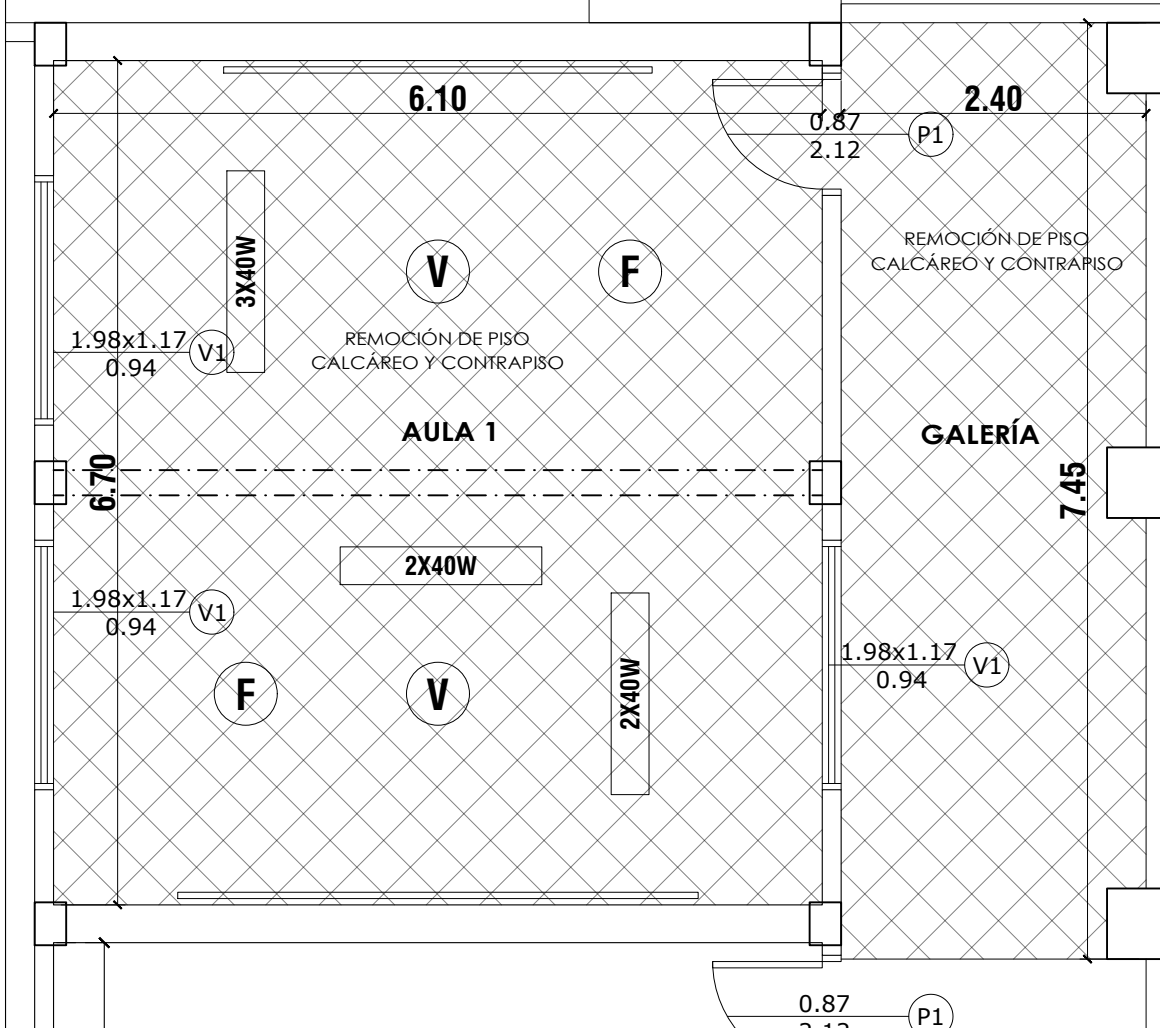 6.10
2.40
0.87
2.12
P1
REMOCIÓN DE PISO
CALCÁREO Y CONTRAPISO
3X40W
V
F
1.98x1.17
0.94
V1
REMOCIÓN DE PISO
CALCÁREO Y CONTRAPISO
AULA 1
GALERÍA
6.70
7.45
2X40W
1.98x1.17
0.94
V1
2X40W
1.98x1.17
0.94
V1
F
V
0.87
P1